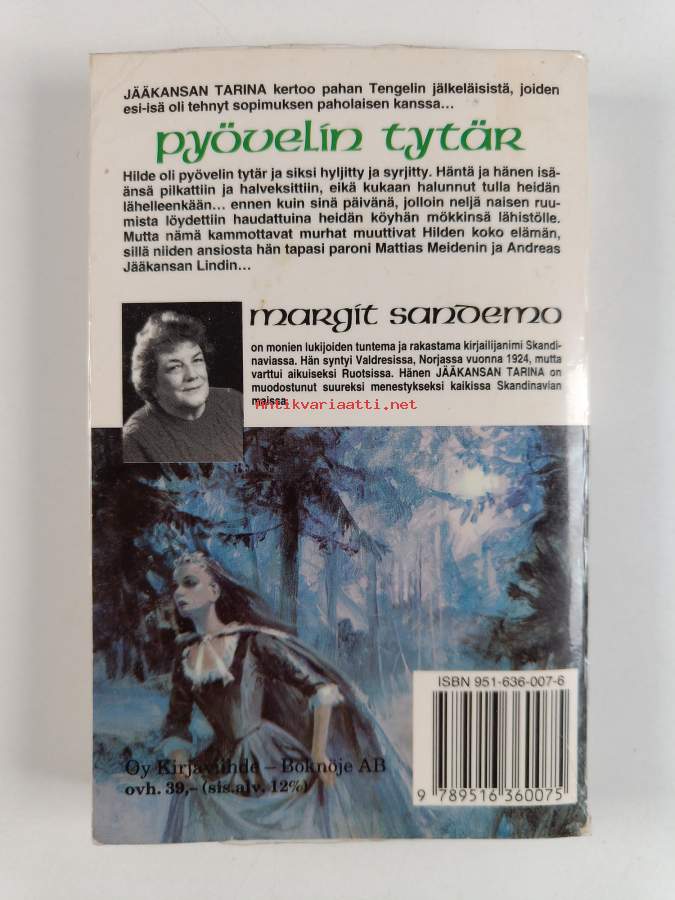 JÄÄKANSAN TARINA kertoo pahan Tengelin jälkeläisistä, joiden
esi-isä oli tehnyt sopimuksen paholaisen kanssa...
pyövelin tytär
Hilde oli pyövelin tytär ja siksi hyljitty ja syrjitty. Häntä ja hänen isä-
änsä pilkattiin ja halveksittiin, eikä kukaan halunnut tulla heidän
lähelleenkään... ennen kuin sinä päivänä, jolloin neljä naisen ruu-
mista löydettiin haudattuina heidän köyhän mökkinsä lähistölle.
Mutta nämä kammottavat murhat muuttivat Hilden koko elämän,
sillä niiden ansiosta hän tapasi paroni Mattias Meidenin ja Andreas
Jääkansan Lindin...
margit sandemo
on monien lukijoiden tuntema ja rakastama kirjailijanimi Skandi-
naviassa. Hän syntyi Valdresissa, Norjassa vuonna 1924, mutta
varttui aikuiseksi Ruotsissa. Hänen JÄÄKANSAN TARINA on
muodostunut suureksi menestykseksi kaikissa Skandinavian
maissa.
Antikvariaatti.net
ISBN 951-636-007-6
Oy Kirjaviihde – Boknöje AB
ovh. 39,- (sis.alv. 12%)
9 789516 360075